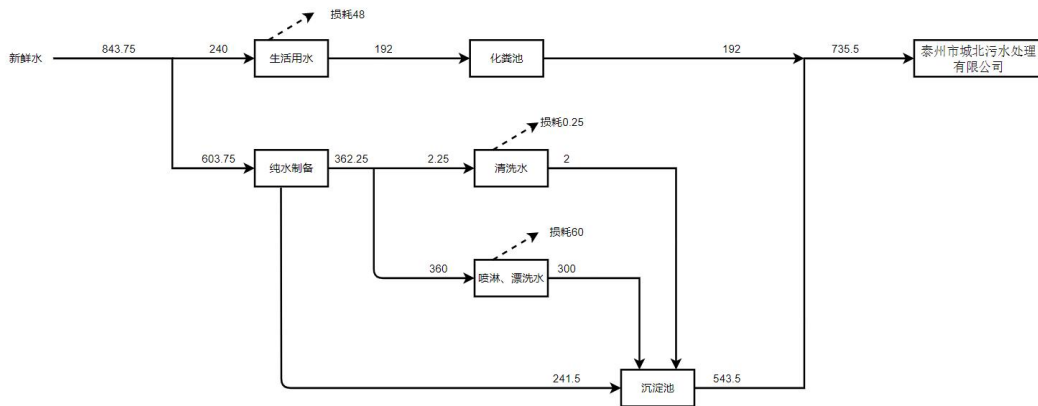 损耗48
新鲜水
843.75
240
生活用水
192
化粪池
192
735.5
泰州市城北污水处理
有限公司
损耗0.25
603.75
纯水制备
362.25
2.25
清洗水
2
损耗60
360
喷淋、漂洗水
300
241.5
沉淀池
543.5